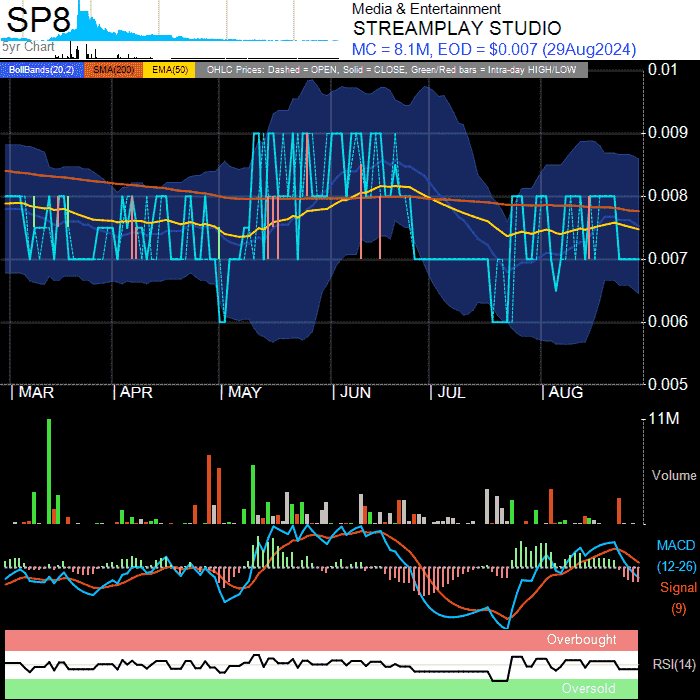 SP8
5yr Chart
Media & Entertainment
STREAMPLAY STUDIO
MC = 8.1M, EOD = $0.007 (29Aug2024)
BollBands(20,2) SMA(200) EMA(50) OHLC Prices: Dashed = OPEN, Solid = CLOSE, Green/Red bars = Intra-day HIGH/LOW
0.01
0.009
0.008
0.007
0.006
0.005
MAR APR MAY JUN JUL AUG
11M
Volume
MACD
(12-26)
Signal
(9)
Overbought
RSI(14)
Oversold